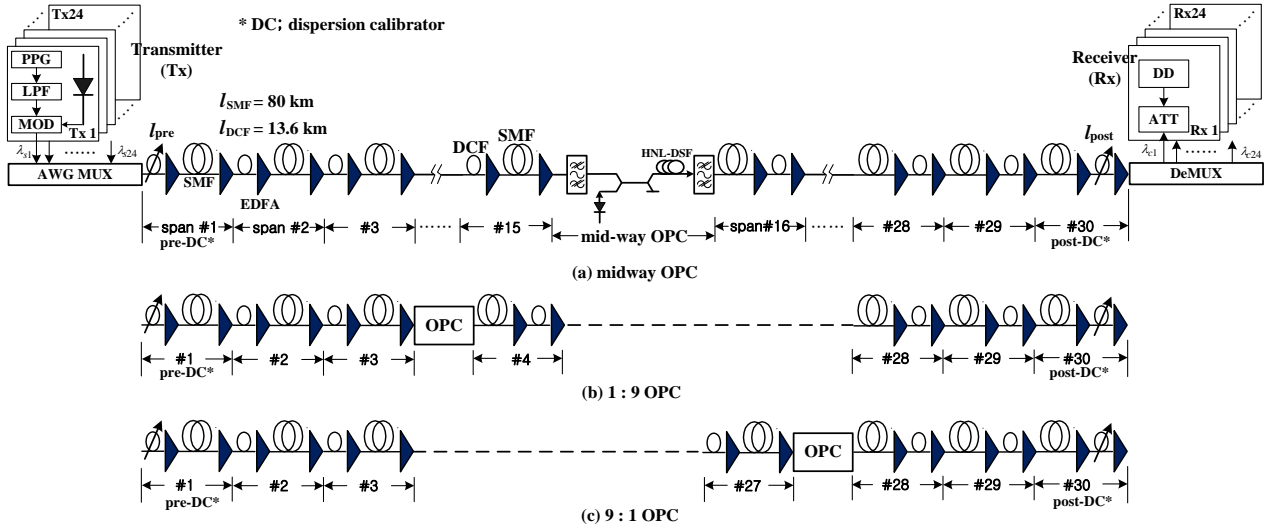 Tx24
* DC; dispersion calibrator
Rx24
Transmitter
(Tx)
Receiver
(Rx)
PPG
LPF
MOD
Tx 1
DD
ATT
Rx 1
l_SMF = 80 km
l_DCF = 13.6 km
λs1 ...... λs24
AWG MUX
l_pre
SMF
EDFA
DCF
SMF
HNL-DSF
l_post
λc1 ...... λc24
DeMUX
span #1
span #2
#3
......
#15
mid-way OPC
span#16
......
#28
#29
#30
pre-DC*
post-DC*
(a) midway OPC
OPC
#1
#2
#3
#4
#28
#29
#30
pre-DC*
post-DC*
(b) 1 : 9 OPC
OPC
#1
#2
#3
#27
#28
#29
#30
pre-DC*
post-DC*
(c) 9 : 1 OPC